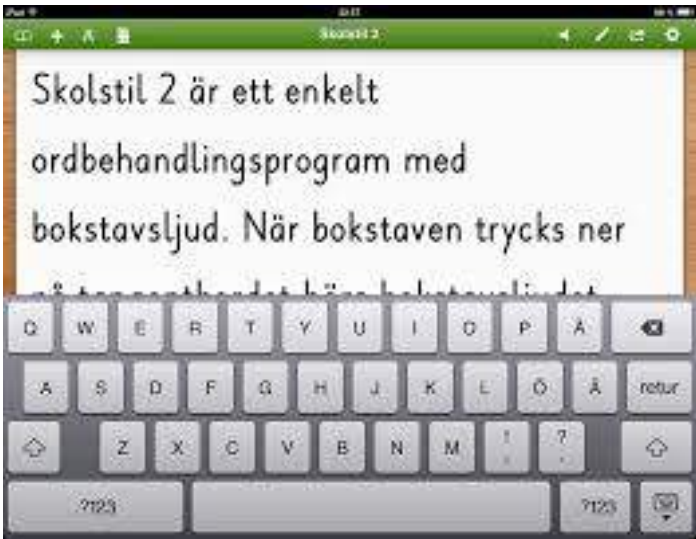 Skolstil 2
Skolstil 2 är ett enkelt
ordbehandlingsprogram med
bokstavsljud. När bokstaven trycks ner
Q W E R T Y U I O P Å
A S D F G H J K L Ö Ä retur
Z X C V B N M ! , ? .
.?123 .?123